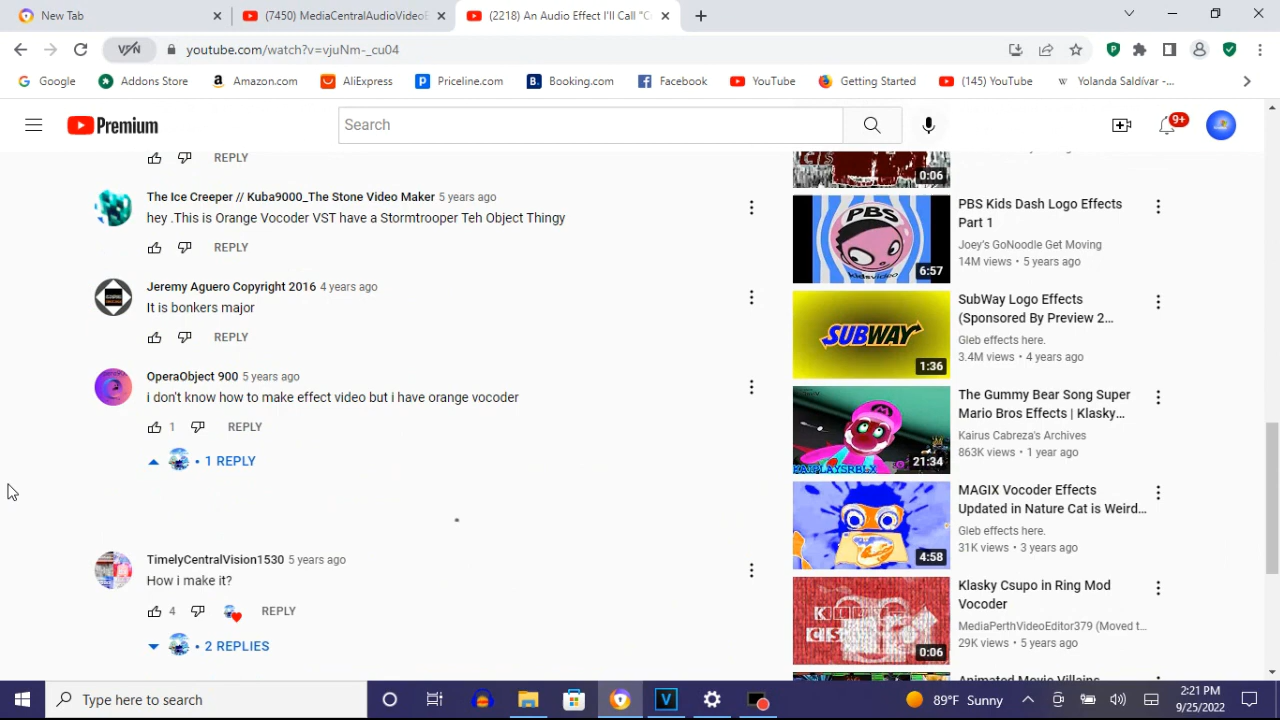 New Tab
(7450) MediaCentralAudioVideoE
(2218) An Audio Effect I'll Call "Co
VPN
youtube.com/watch?v=vjuNm-_cu04
Google
Addons Store
Amazon.com
AliExpress
Priceline.com
Booking.com
Facebook
YouTube
Getting Started
(145) YouTube
Yolanda Saldívar -...
Premium
Search
9+
REPLY
The Ice Creeper // Kuba9000_The Stone Video Maker 5 years ago
hey .This is Orange Vocoder VST have a Stormtrooper Teh Object Thingy
REPLY
Jeremy Aguero Copyright 2016 4 years ago
It is bonkers major
REPLY
OperaObject 900 5 years ago
i don't know how to make effect video but i have orange vocoder
1 REPLY
• 1 REPLY
TimelyCentralVision1530 5 years ago
How i make it?
4 REPLY
• 2 REPLIES
0:06
PBS
6:57
PBS Kids Dash Logo Effects
Part 1
Joey's GoNoodle Get Moving
14M views • 5 years ago
SUBWAY
1:36
SubWay Logo Effects
(Sponsored By Preview 2...
Gleb effects here.
3.4M views • 4 years ago
21:34
The Gummy Bear Song Super
Mario Bros Effects | Klasky...
Kairus Cabreza's Archives
863K views • 1 year ago
4:58
MAGIX Vocoder Effects
Updated in Nature Cat is Weird...
Gleb effects here.
31K views • 3 years ago
0:06
Klasky Csupo in Ring Mod
Vocoder
MediaPerthVideoEditor379 (Moved t...
29K views • 5 years ago
Animated Movie Villains
Type here to search
89°F Sunny
2:21 PM
9/25/2022